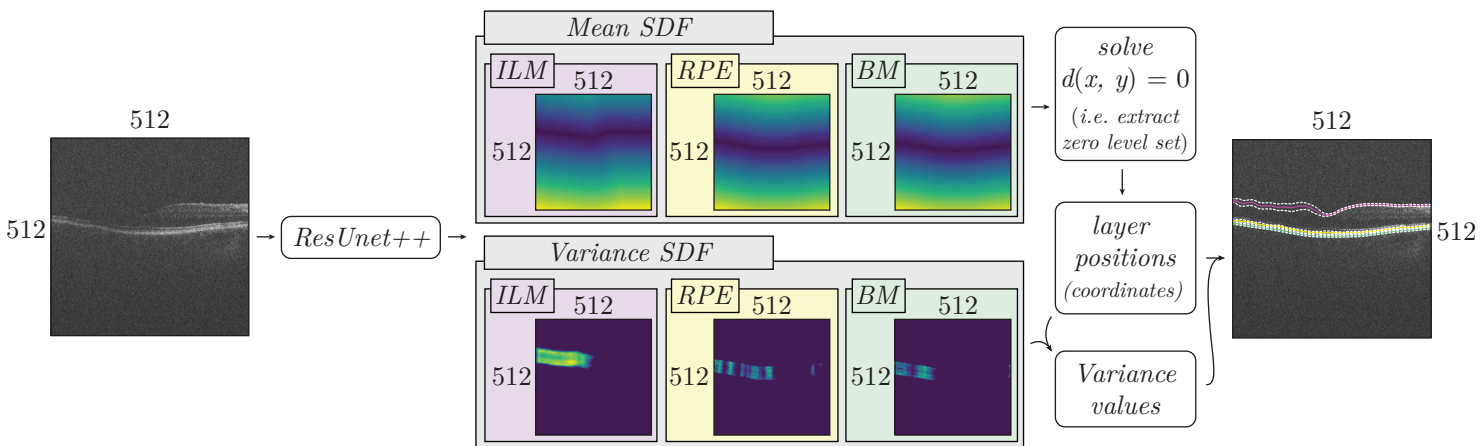 512
512
ResUnet++
Mean SDF
ILM
512
512
RPE
512
512
BM
512
512
Variance SDF
ILM
512
512
RPE
512
512
BM
512
512
solve
d(x, y) = 0
(i.e. extract
zero level set)
layer
positions
(coordinates)
Variance
values
512
512